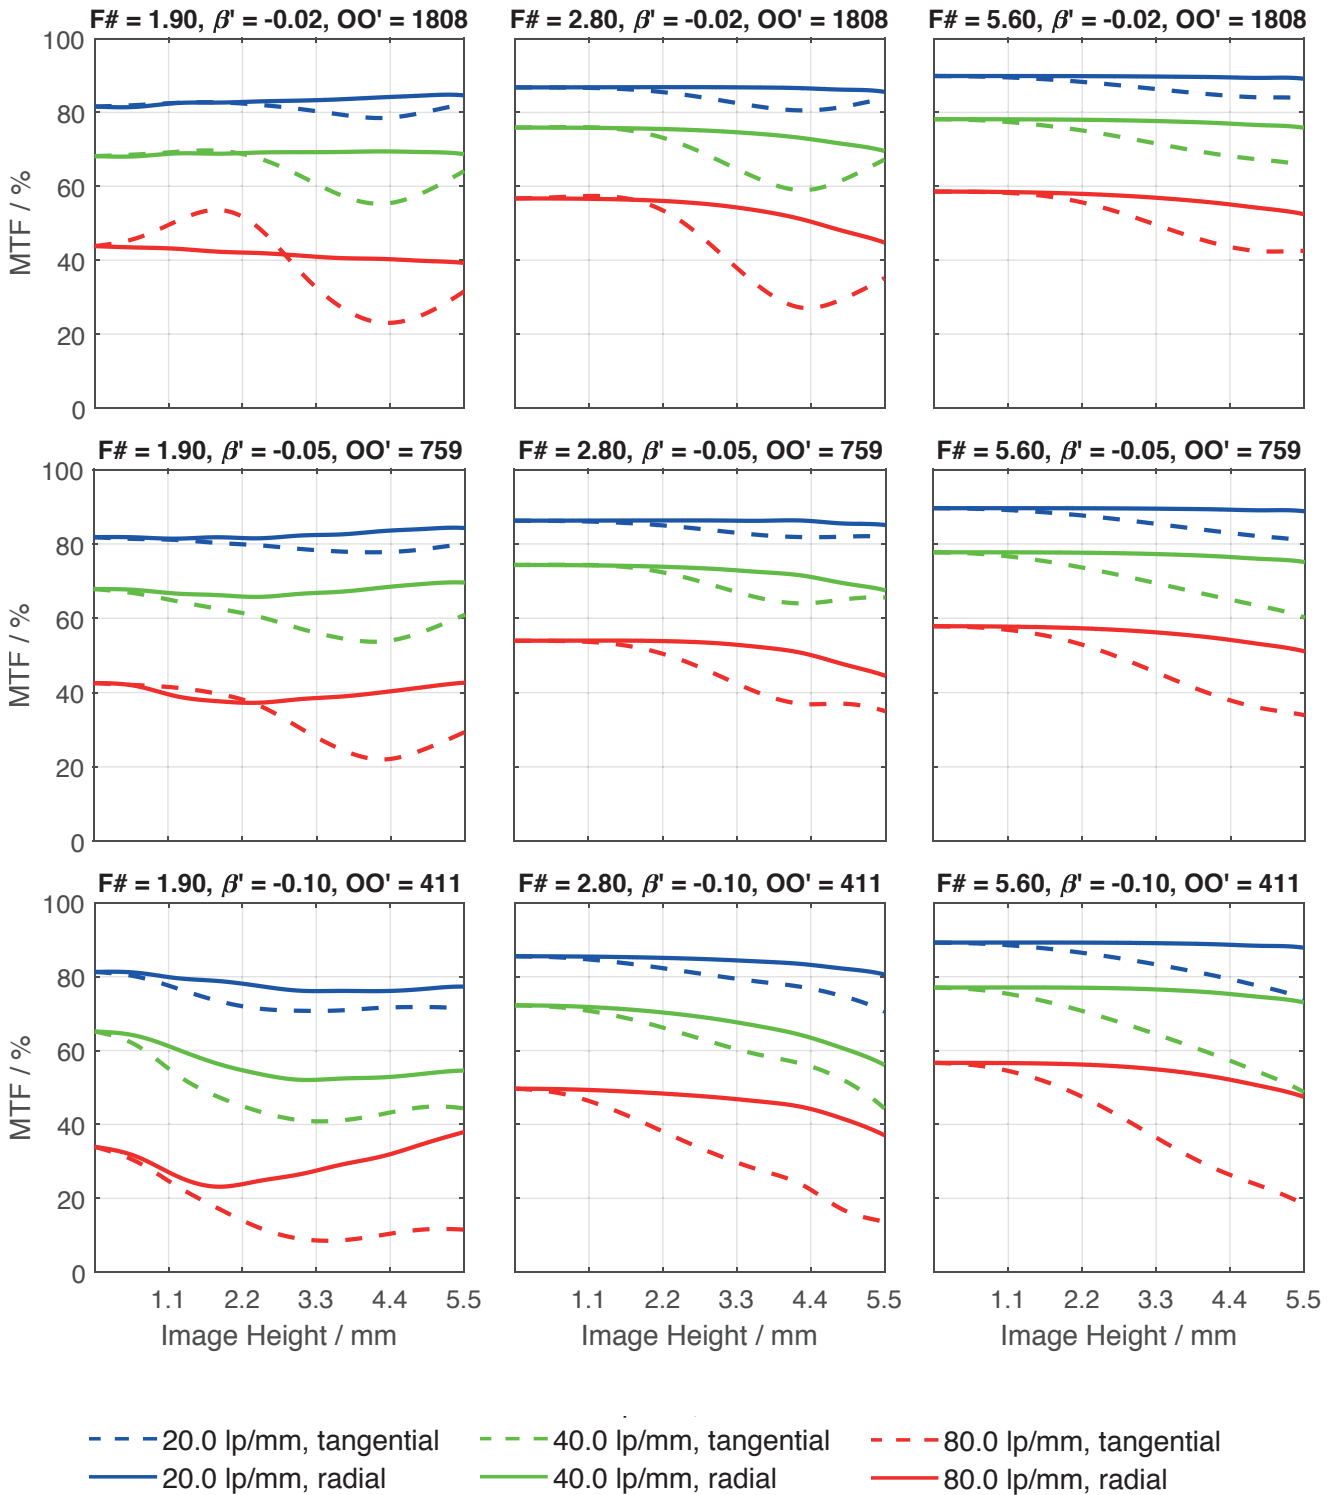 F# = 1.90, β' = -0.02, OO' = 1808
F# = 2.80, β' = -0.02, OO' = 1808
F# = 5.60, β' = -0.02, OO' = 1808
100
80
60
40
20
0
MTF / %
F# = 1.90, β' = -0.05, OO' = 759
F# = 2.80, β' = -0.05, OO' = 759
F# = 5.60, β' = -0.05, OO' = 759
100
80
60
40
20
0
MTF / %
F# = 1.90, β' = -0.10, OO' = 411
F# = 2.80, β' = -0.10, OO' = 411
F# = 5.60, β' = -0.10, OO' = 411
100
80
60
40
20
0
MTF / %
1.1 2.2 3.3 4.4 5.5
1.1 2.2 3.3 4.4 5.5
1.1 2.2 3.3 4.4 5.5
Image Height / mm
Image Height / mm
Image Height / mm
20.0 lp/mm, tangential
40.0 lp/mm, tangential
80.0 lp/mm, tangential
20.0 lp/mm, radial
40.0 lp/mm, radial
80.0 lp/mm, radial